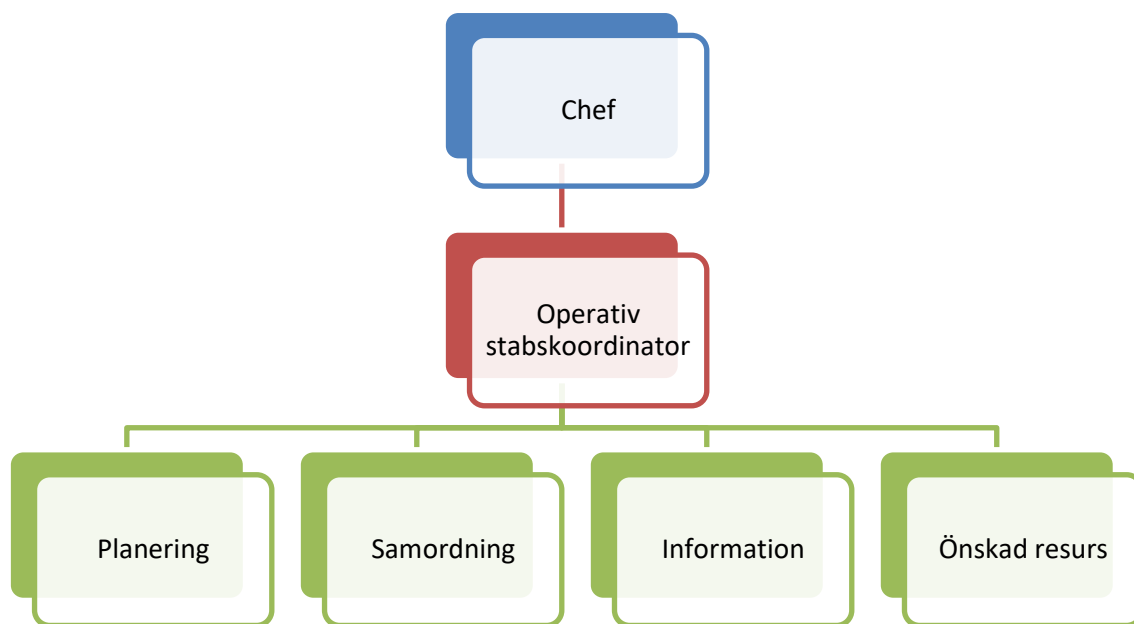 Chef
Operativ
stabskoordinator
Planering
Samordning
Information
Önskad resurs